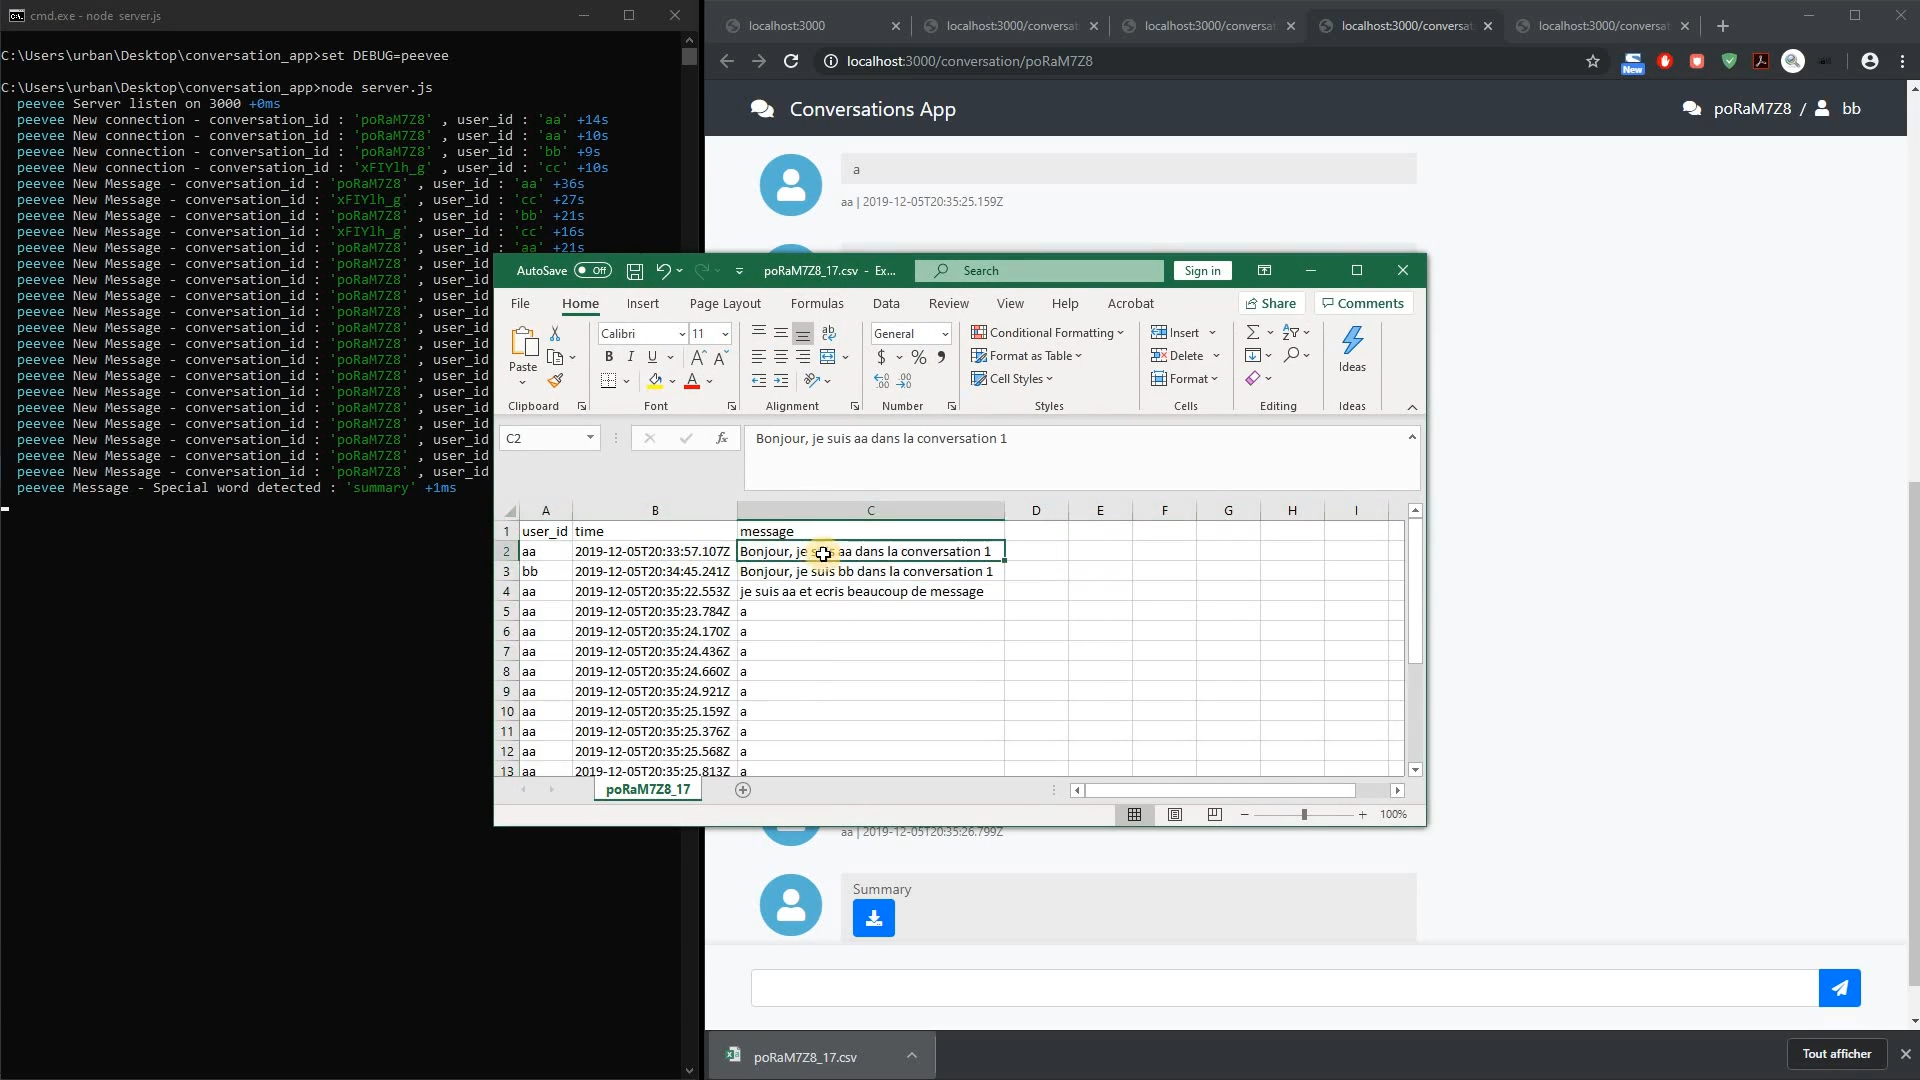 cmd.exe - node server.js
C:\Users\urban\Desktop\conversation_app>set DEBUG=peevee
C:\Users\urban\Desktop\conversation_app>node server.js
peevee Server listen on 3000 +0ms
peevee New connection - conversation_id : 'poRaM7Z8' , user_id : 'aa' +14s
peevee New connection - conversation_id : 'poRaM7Z8' , user_id : 'aa' +10s
peevee New connection - conversation_id : 'poRaM7Z8' , user_id : 'bb' +9s
peevee New connection - conversation_id : 'xFIYlh_g' , user_id : 'cc' +10s
peevee New Message - conversation_id : 'poRaM7Z8' , user_id : 'aa' +36s
peevee New Message - conversation_id : 'xFIYlh_g' , user_id : 'cc' +27s
peevee New Message - conversation_id : 'poRaM7Z8' , user_id : 'bb' +21s
peevee New Message - conversation_id : 'xFIYlh_g' , user_id : 'cc' +16s
peevee New Message - conversation_id : 'poRaM7Z8' , user_id : 'aa' +21s
peevee New Message - conversation_id : 'poRaM7Z8' , user_id
peevee New Message - conversation_id : 'poRaM7Z8' , user_id
peevee New Message - conversation_id : 'poRaM7Z8' , user_id
peevee New Message - conversation_id : 'poRaM7Z8' , user_id
peevee New Message - conversation_id : 'poRaM7Z8' , user_id
peevee New Message - conversation_id : 'poRaM7Z8' , user_id
peevee New Message - conversation_id : 'poRaM7Z8' , user_id
peevee New Message - conversation_id : 'poRaM7Z8' , user_id
peevee New Message - conversation_id : 'poRaM7Z8' , user_id
peevee New Message - conversation_id : 'poRaM7Z8' , user_id
peevee New Message - conversation_id : 'poRaM7Z8' , user_id
peevee New Message - conversation_id : 'poRaM7Z8' , user_id
peevee New Message - conversation_id : 'poRaM7Z8' , user_id
peevee New Message - conversation_id : 'poRaM7Z8' , user_id
peevee Message - Special word detected : 'summary' +1ms
localhost:3000
localhost:3000/conversat
localhost:3000/conversa
localhost:3000/conversa
localhost:3000/conversa
localhost:3000/conversation/poRaM7Z8
New
Conversations App
poRaM7Z8 / bb
a
aa | 2019-12-05T20:35:25.159Z
AutoSave Off poRaM7Z8_17.csv - Ex... Search Sign in
File Home Insert Page Layout Formulas Data Review View Help Acrobat Share Comments
Paste
Calibri 11
B I U
General
$ % ,
Conditional Formatting
Format as Table
Cell Styles
Insert
Delete
Format
Ideas
Clipboard Font Alignment Number Styles Cells Editing Ideas
C2 fx Bonjour, je suis aa dans la conversation 1
A B C D E F G H I
1 user_id time message
2 aa 2019-12-05T20:33:57.107Z Bonjour, je suis aa dans la conversation 1
3 bb 2019-12-05T20:34:45.241Z Bonjour, je suis bb dans la conversation 1
4 aa 2019-12-05T20:35:22.553Z je suis aa et ecris beaucoup de message
5 aa 2019-12-05T20:35:23.784Z a
6 aa 2019-12-05T20:35:24.170Z a
7 aa 2019-12-05T20:35:24.436Z a
8 aa 2019-12-05T20:35:24.660Z a
9 aa 2019-12-05T20:35:24.921Z a
10 aa 2019-12-05T20:35:25.159Z a
11 aa 2019-12-05T20:35:25.376Z a
12 aa 2019-12-05T20:35:25.568Z a
13 aa 2019-12-05T20:35:25.813Z a
poRaM7Z8_17
100%
aa | 2019-12-05T20:35:26.799Z
Summary
poRaM7Z8_17.csv
Tout afficher